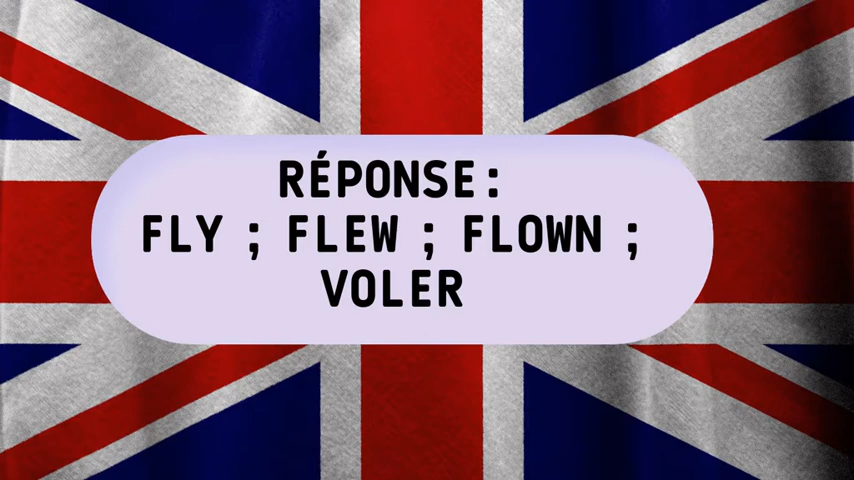 RÉPONSE:
FLY ; FLEW ; FLOWN ;
VOLER